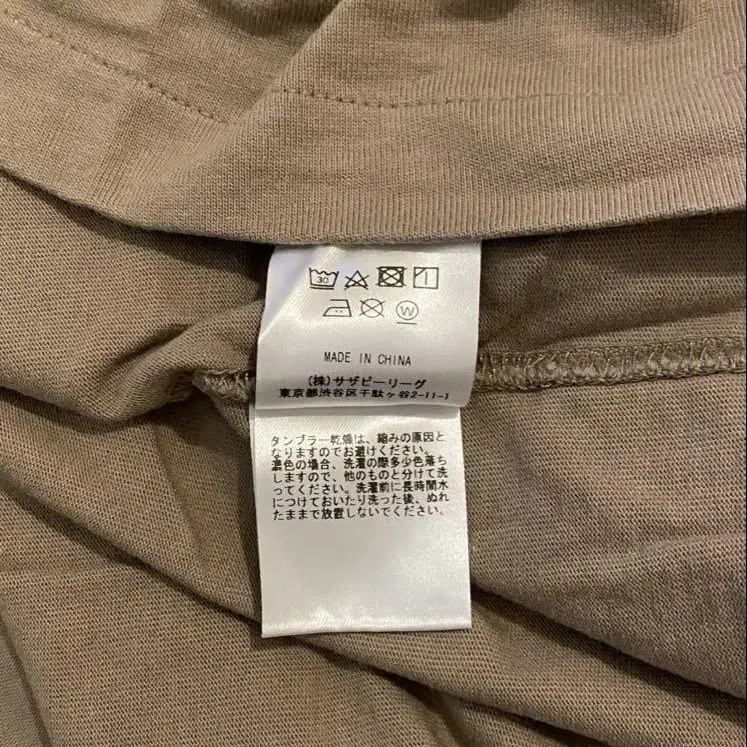 30
W
MADE IN CHINA
(株)サザビーリーグ
東京都渋谷区千駄ヶ谷2-11-1
タンブラー乾燥は、縮みの原因と
なりますのでお避けください。
濃色の場合、洗濯の際多少色落ち
しますので、他のものと分けて洗
ってください。洗濯前に長時間水
につけておいたり洗った後、ぬれ
たままで放置しないでください。